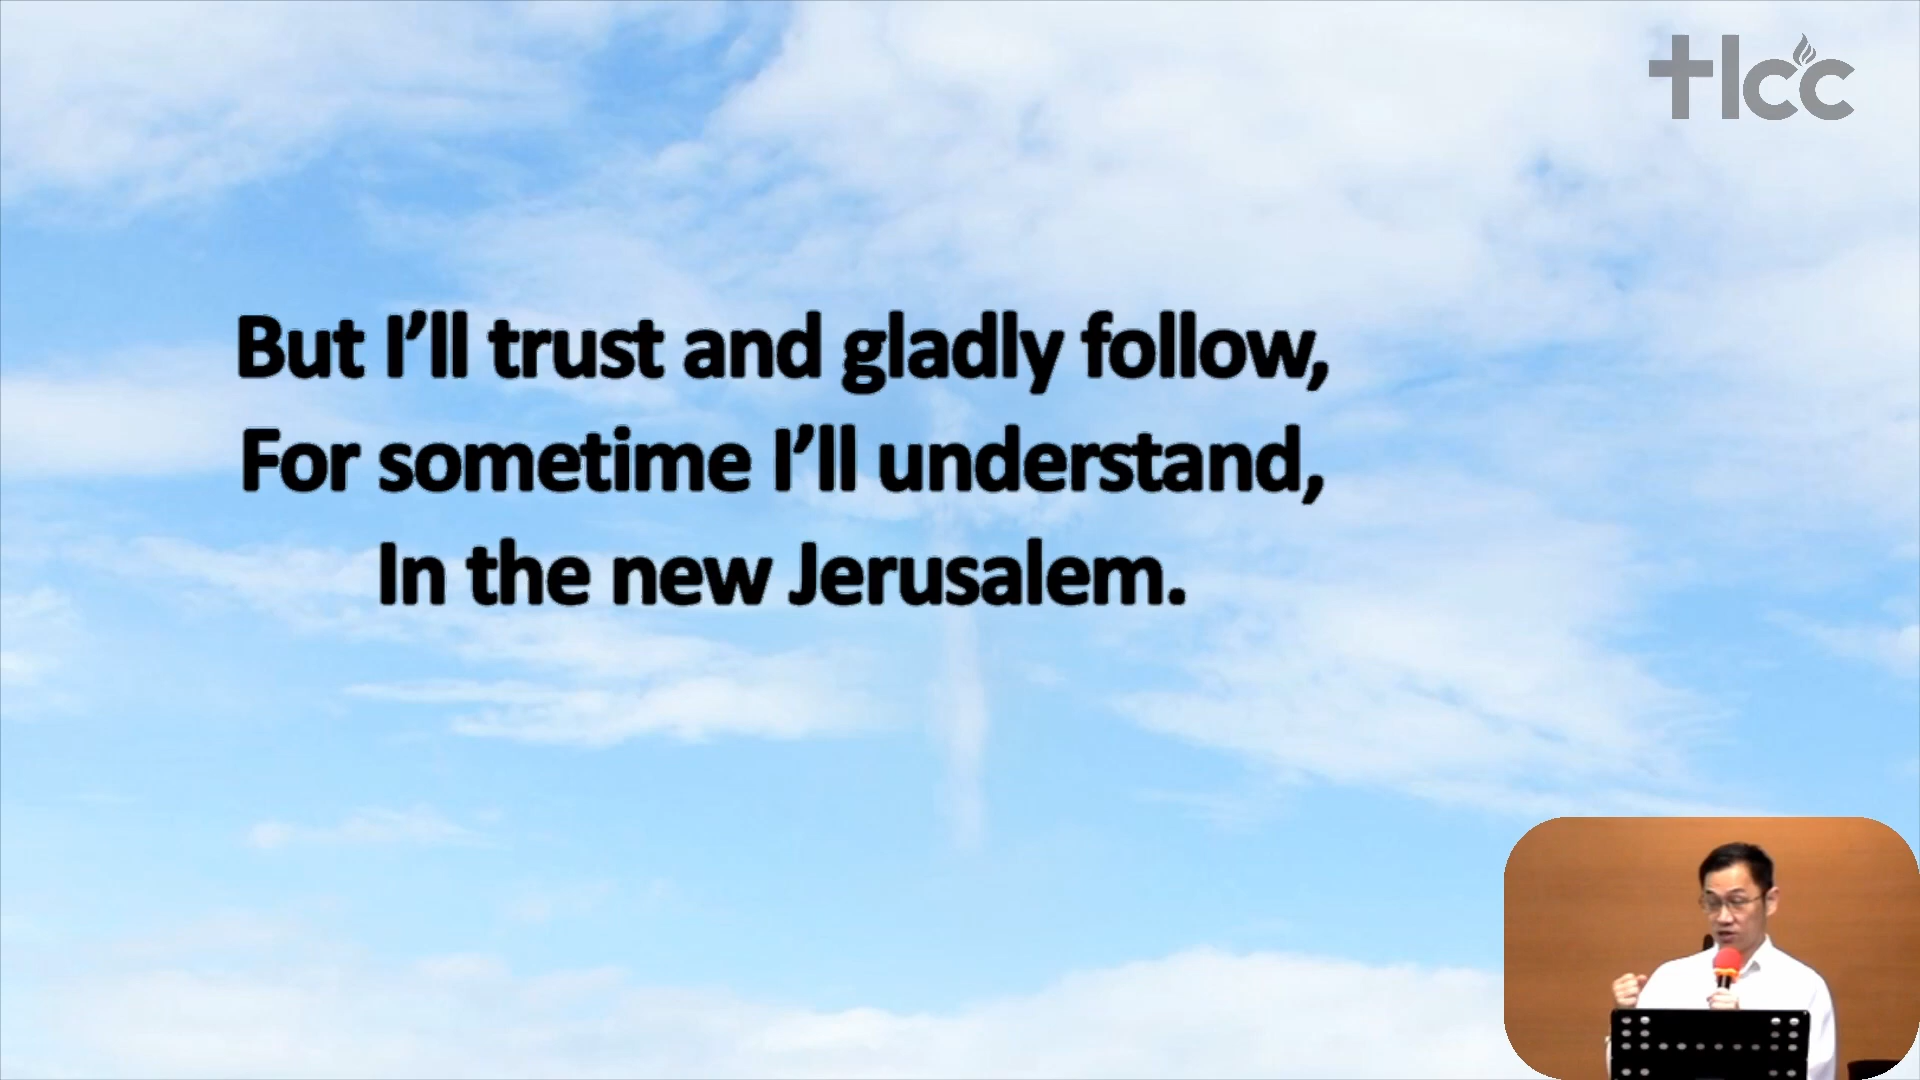 tlcc
But I’ll trust and gladly follow,
For sometime I’ll understand,
In the new Jerusalem.